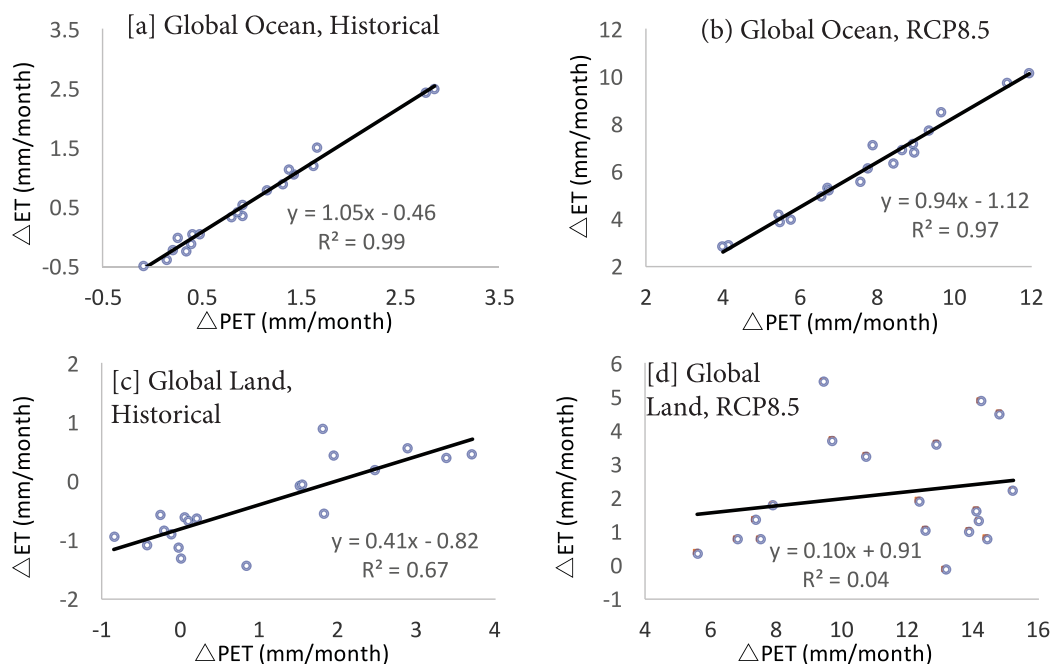 [a] Global Ocean, Historical
3.5
2.5
1.5
0.5
-0.5
△ET (mm/month)
y = 1.05x - 0.46
R² = 0.99
-0.5 0.5 1.5 2.5 3.5
△PET (mm/month)
(b) Global Ocean, RCP8.5
12
10
8
6
4
2
△ET (mm/month)
y = 0.94x - 1.12
R² = 0.97
2 4 6 8 10 12
△PET (mm/month)
[c] Global Land,
Historical
2
1
0
-1
-2
△ET (mm/month)
y = 0.41x - 0.82
R² = 0.67
-1 0 1 2 3 4
△PET (mm/month)
[d] Global
Land, RCP8.5
6
5
4
3
2
1
0
-1
△ET (mm/month)
y = 0.10x + 0.91
R² = 0.04
4 6 8 10 12 14 16
△PET (mm/month)